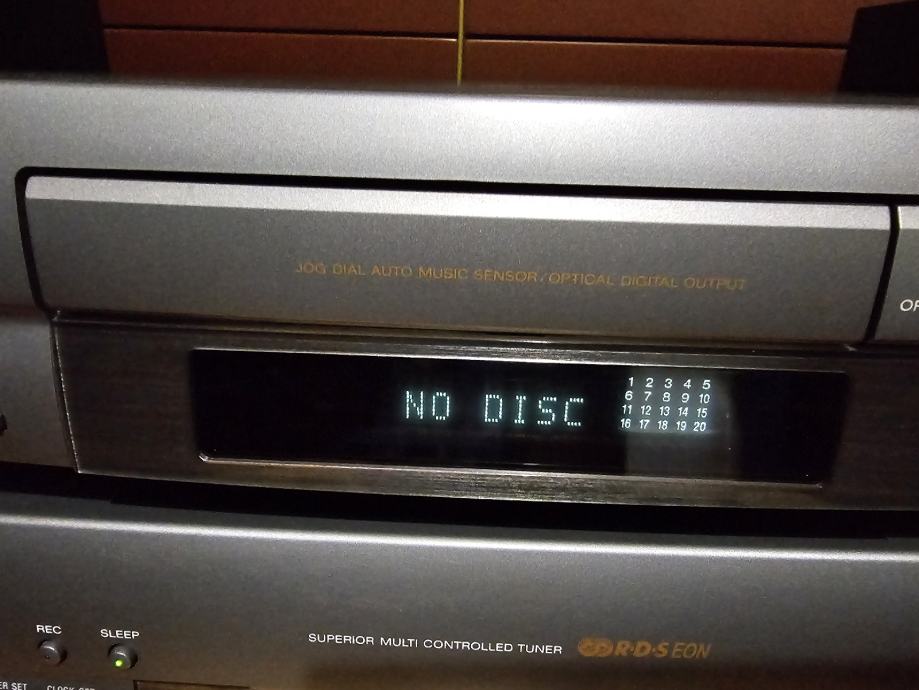 JOG DIAL AUTO MUSIC SENSOR, OPTICAL DIGITAL OUTPUT
NO DISC
1 2 3 4 5
6 7 8 9 10
11 12 13 14 15
16 17 18 19 20
REC
SLEEP
SUPERIOR MULTI CONTROLLED TUNER
R·D·S EON